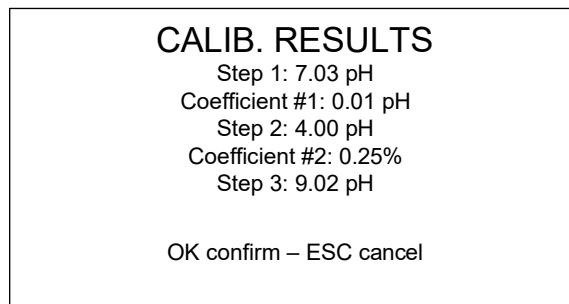 CALIB. RESULTS
Step 1: 7.03 pH
Coefficient #1: 0.01 pH
Step 2: 4.00 pH
Coefficient #2: 0.25%
Step 3: 9.02 pH
OK confirm – ESC cancel